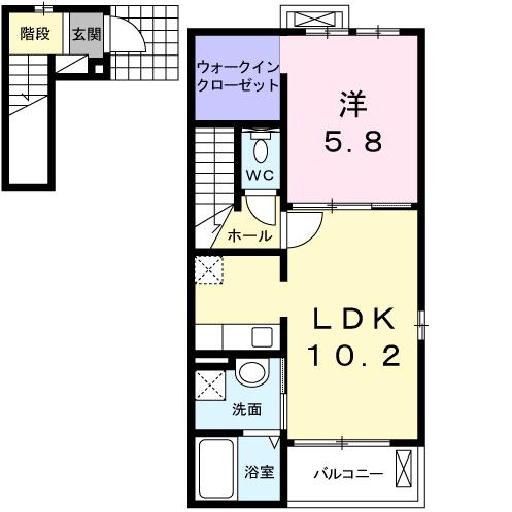 階段
玄関
ウォークイン
クローゼット
洋
5.8
WC
ホール
LDK
10.2
洗面
浴室
バルコニー